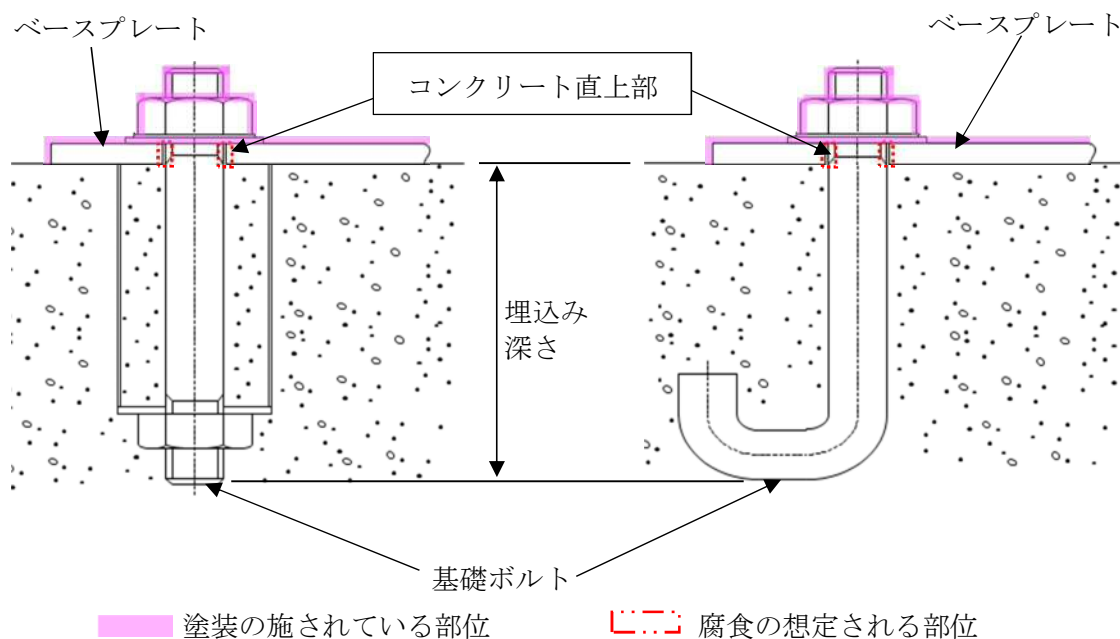 ベースプレート
ベースプレート
コンクリート直上部
埋込み
深さ
基礎ボルト
塗装の施されている部位
腐食の想定される部位